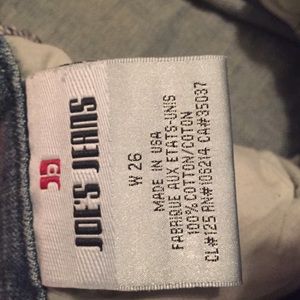 JOE'S JEANS
W 26
MADE IN USA
FABRIQUE AUX ETATS-UNIS
100% COTTON/COTON
CL#125 RN#106214 CA#35037